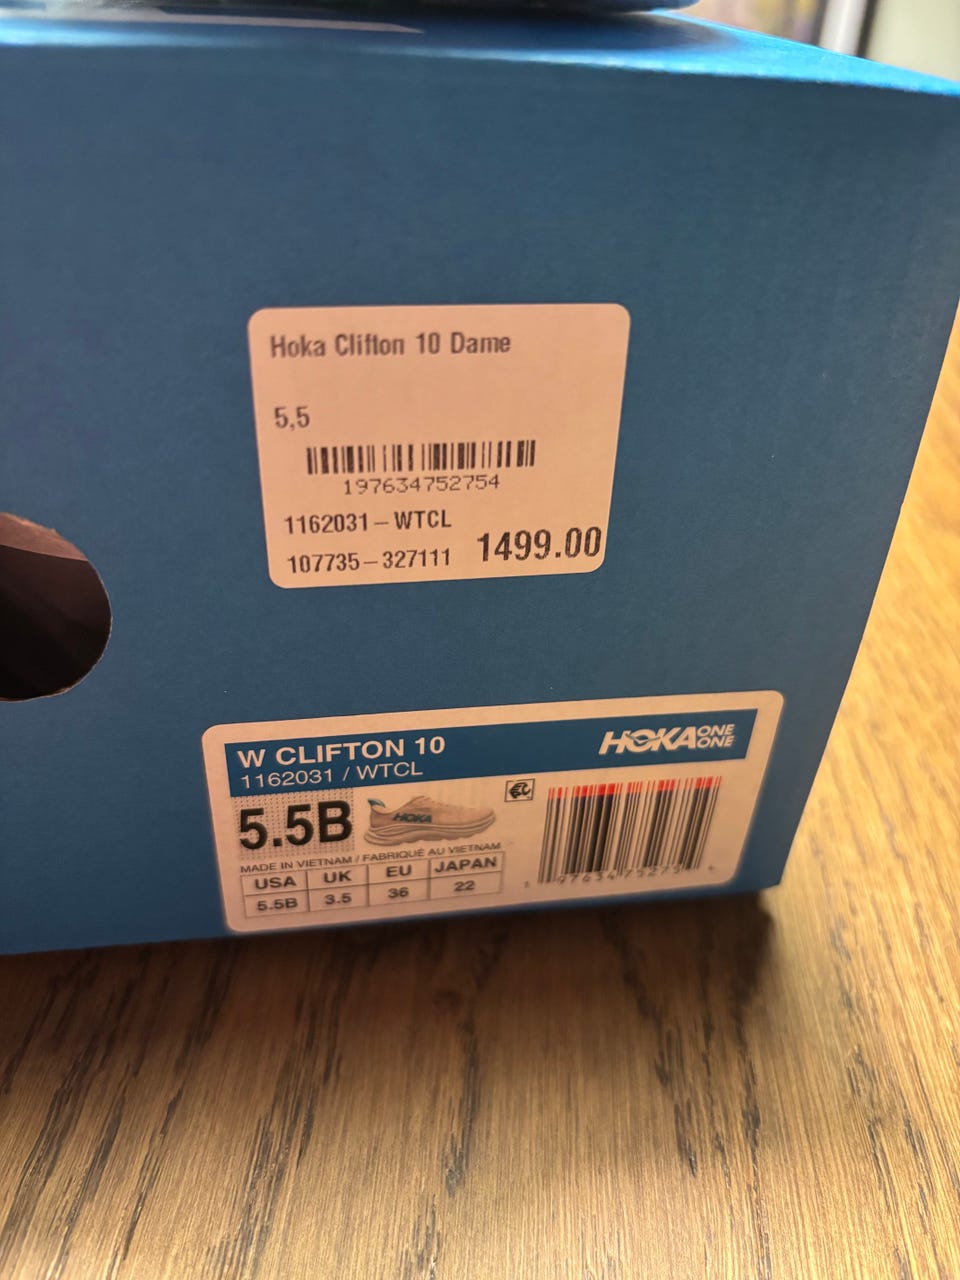 Hoka Clifton 10 Dame
5,5
197634752754
1162031-WTCL
107735-327111 1499.00
W CLIFTON 10
HOKA ONE ONE
1162031 / WTCL
5.5B
HOKA
MADE IN VIETNAM / FABRIQUÉ AU VIETNAM
USA UK EU JAPAN
5.5B 3.5 36 22